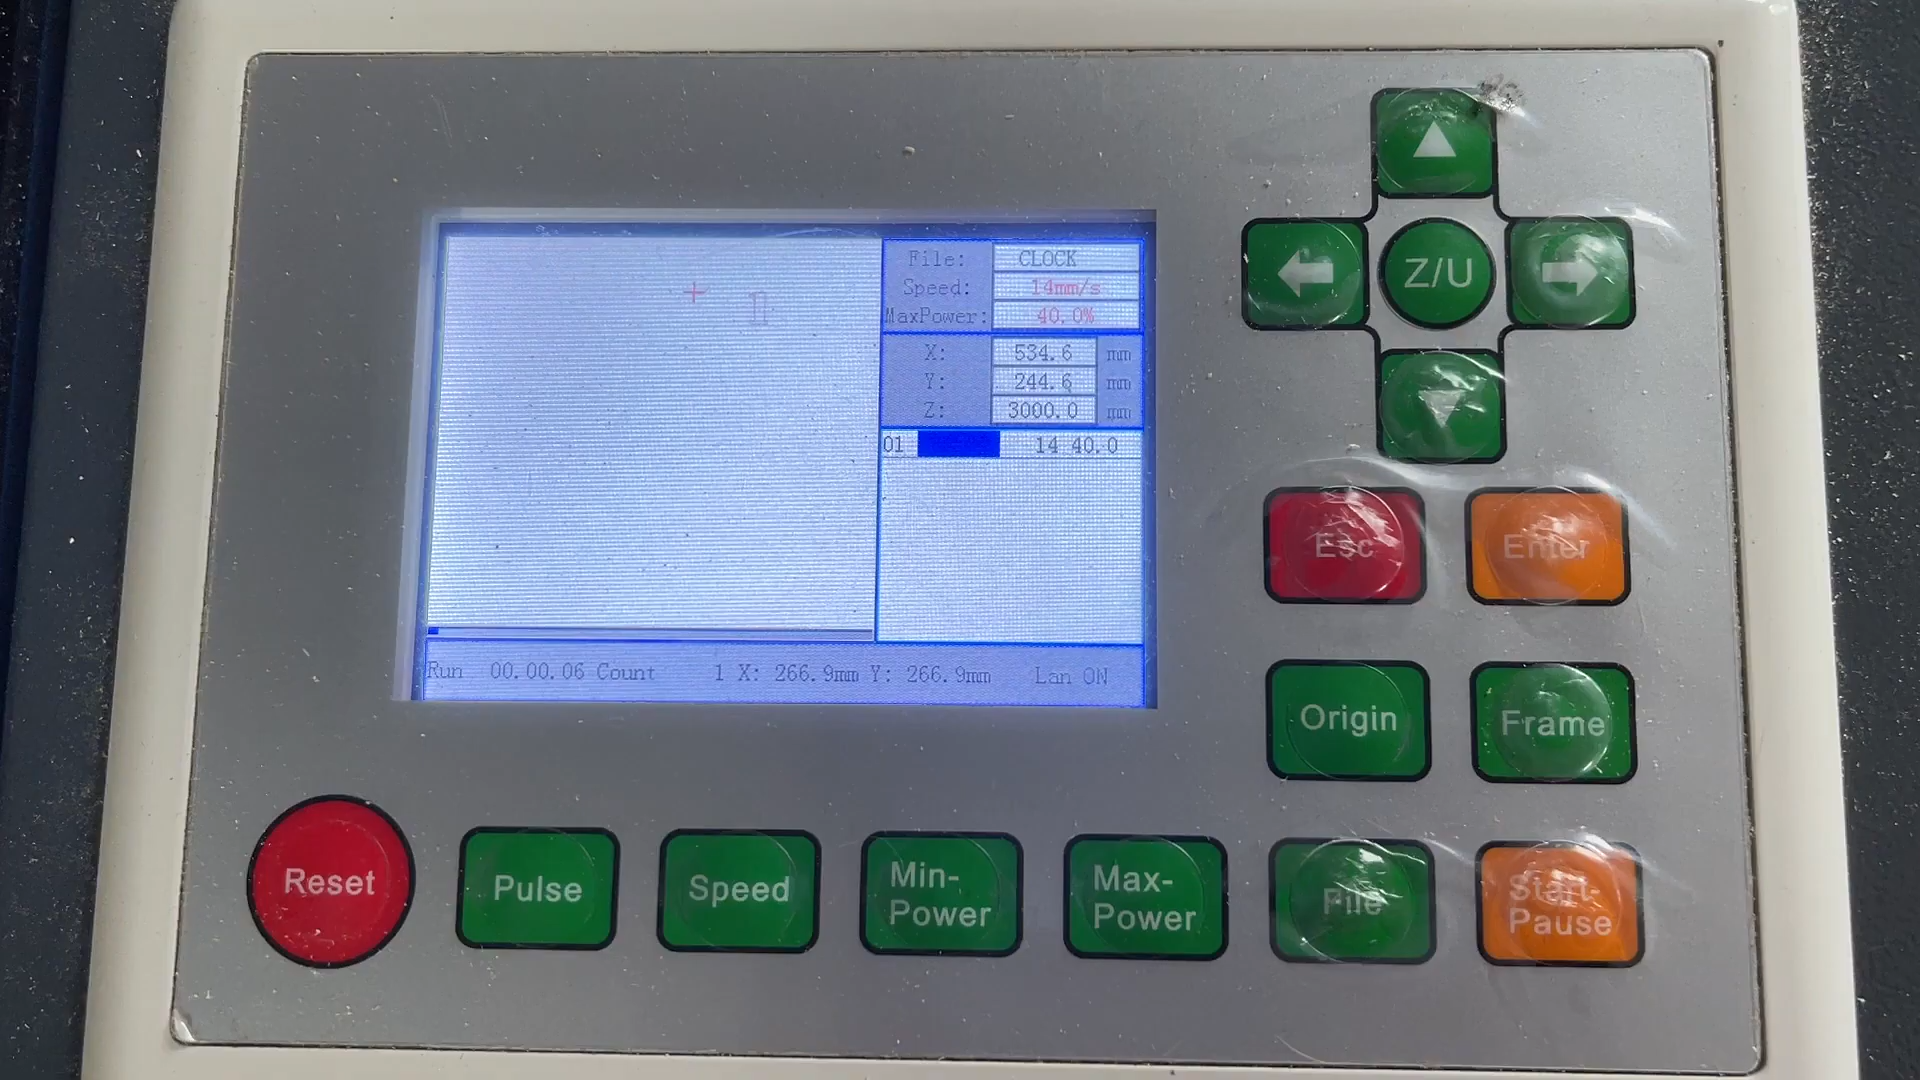 File: CLOCK
Speed: 14mm/s
MaxPower: 40.0%
X: 534.6 mm
Y: 244.6 mm
Z: 3000.0 mm
01 14 40.0
Run 00.00.06 Count 1 X: 266.9mm Y: 266.9mm Lan ON
Z/U
Esc
Enter
Origin
Frame
Reset
Pulse
Speed
Min-
Power
Max-
Power
File
Start-
Pause